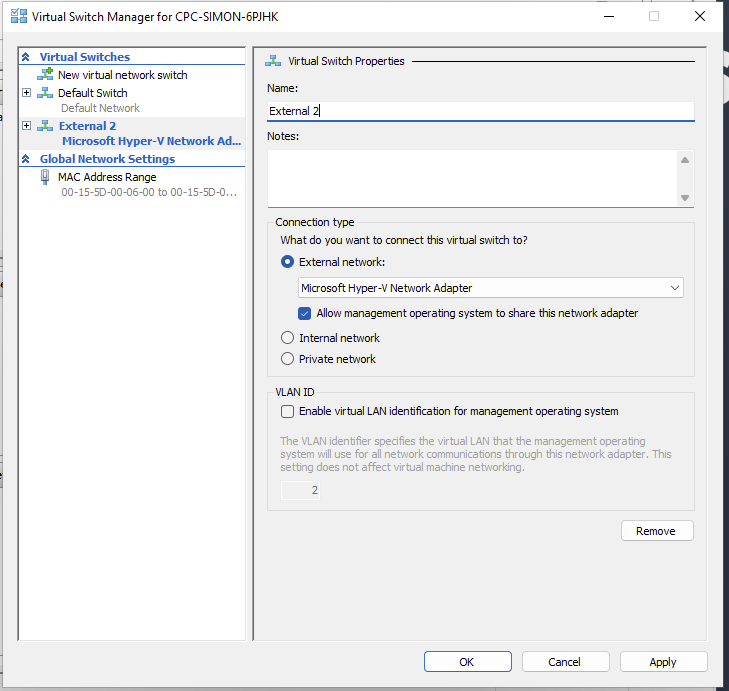 Virtual Switch Manager for CPC-SIMON-6PJHK
Virtual Switches
New virtual network switch
Default Switch
Default Network
External 2
Microsoft Hyper-V Network Ad...
Global Network Settings
MAC Address Range
00-15-5D-00-06-00 to 00-15-5D-0...
Virtual Switch Properties
Name:
External 2
Notes:
Connection type
What do you want to connect this virtual switch to?
External network:
Microsoft Hyper-V Network Adapter
Allow management operating system to share this network adapter
Internal network
Private network
VLAN ID
Enable virtual LAN identification for management operating system
The VLAN identifier specifies the virtual LAN that the management operating
system will use for all network communications through this network adapter. This
setting does not affect virtual machine networking.
2
Remove
OK
Cancel
Apply